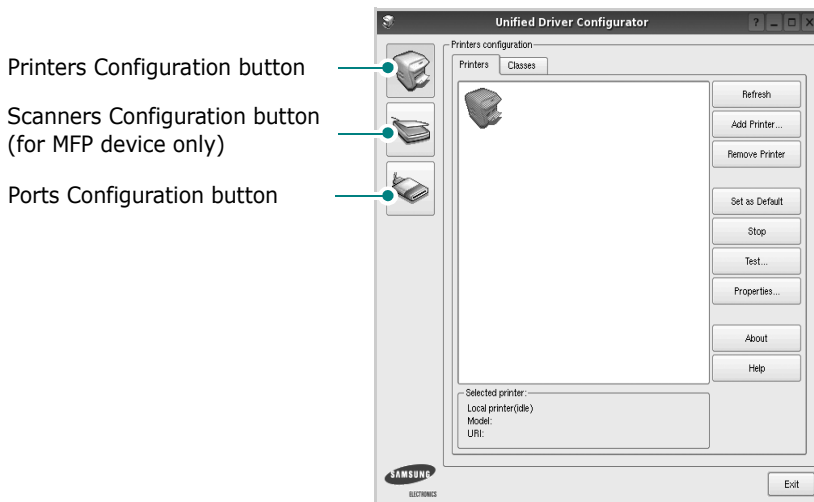 Unified Driver Configurator
Printers Configuration button
Scanners Configuration button
(for MFP device only)
Ports Configuration button
Printers configuration
Printers
Classes
Refresh
Add Printer...
Remove Printer
Set as Default
Stop
Test...
Properties...
About
Help
Selected printer:
Local printer(idle)
Model:
URI:
SAMSUNG
ELECTRONICS
Exit